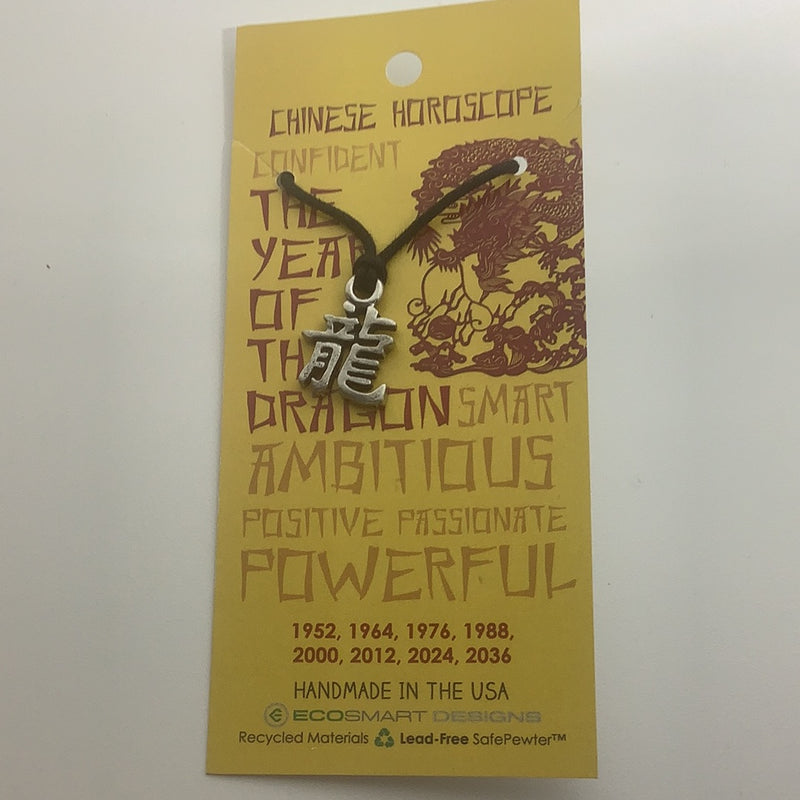 CHINESE HOROSCOPE
CONFIDENT
THE
YEAR
OF
THE
龍
DRAGON SMART
AMBITIOUS
POSITIVE PASSIONATE
POWERFUL
1952, 1964, 1976, 1988,
2000, 2012, 2024, 2036
HANDMADE IN THE USA
ECOSMART DESIGNS
Recycled Materials Lead-Free SafePewter™